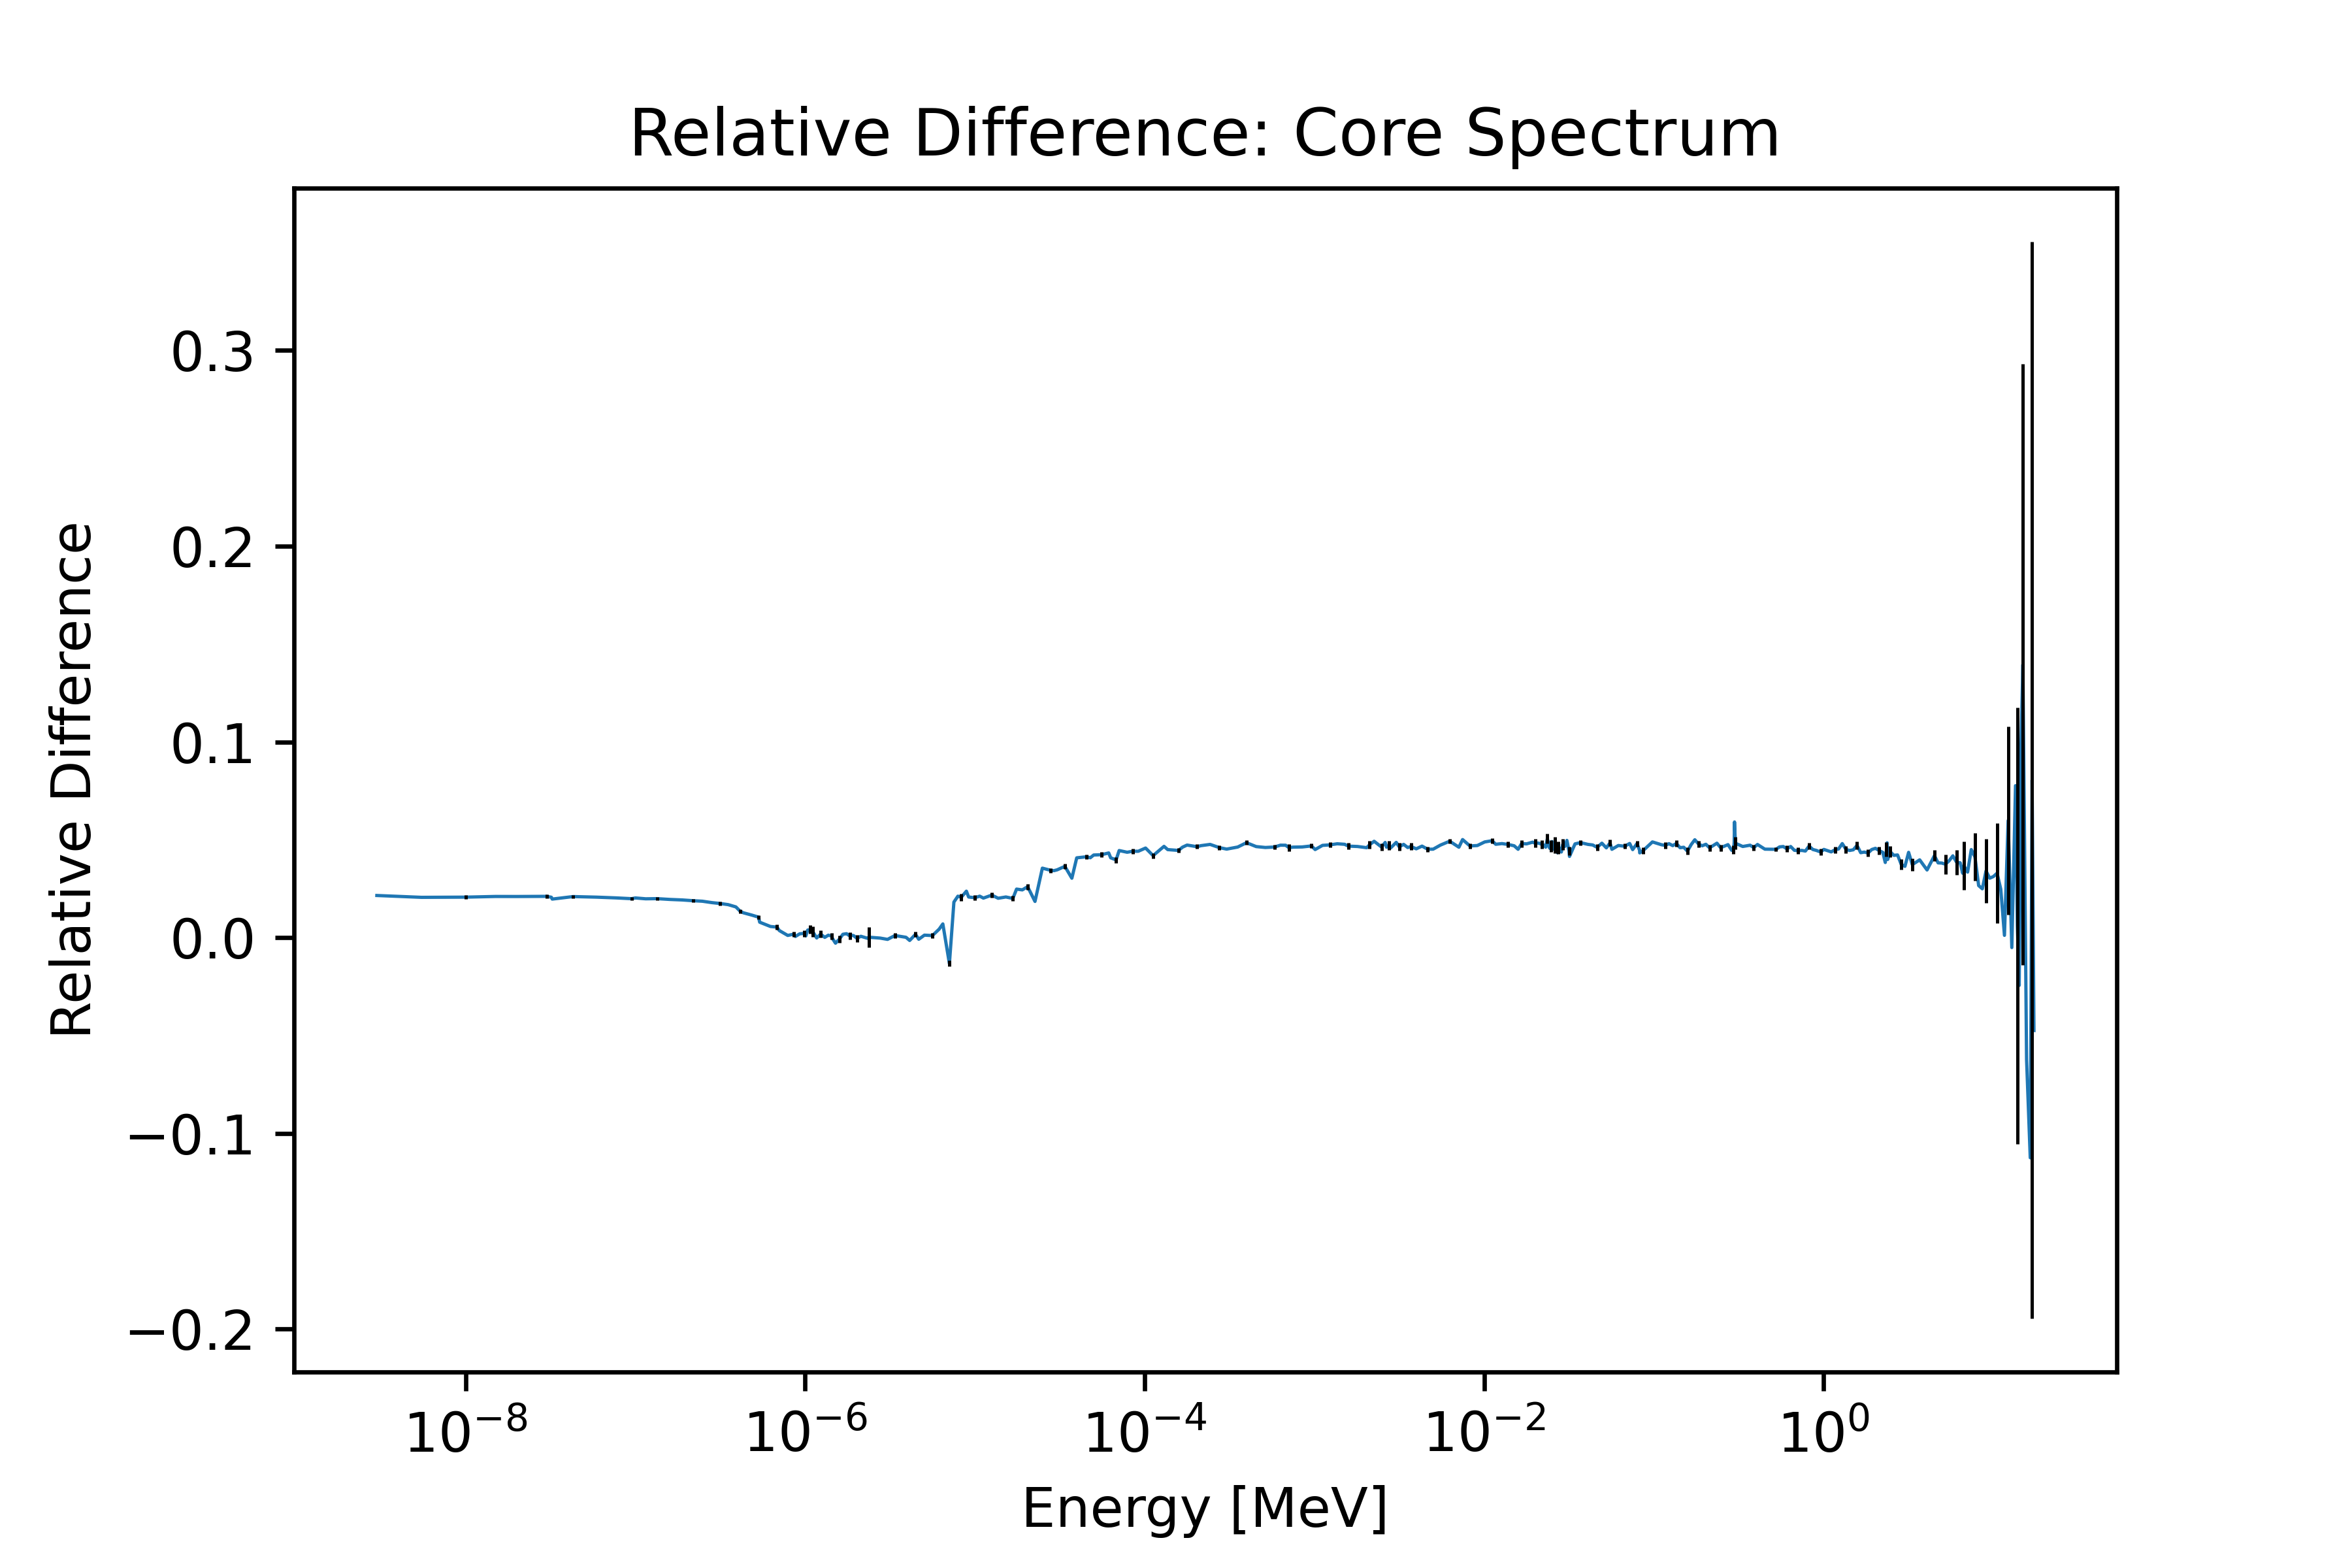 Relative Difference: Core Spectrum
Relative Difference
0.3
0.2
0.1
0.0
−0.1
−0.2
10⁻⁸ 10⁻⁶ 10⁻⁴ 10⁻² 10⁰
Energy [MeV]